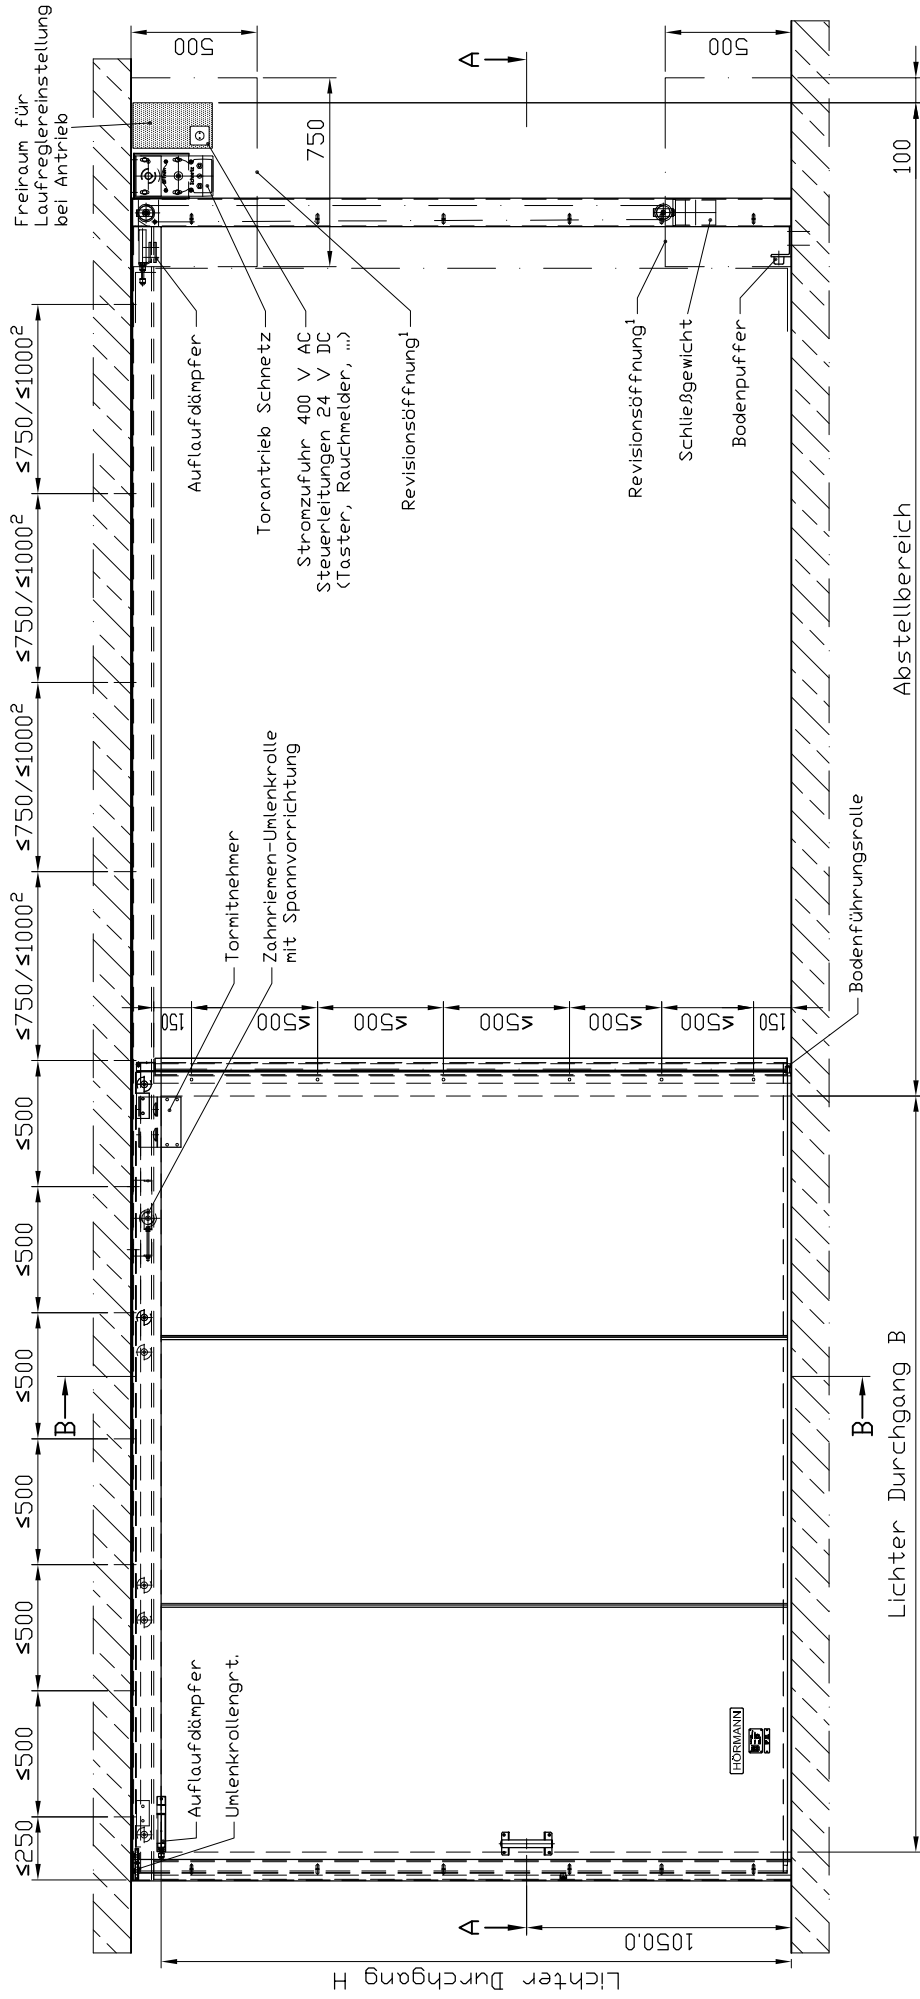 Freiraum für
Laufreglereinstellung
bei Antrieb
500
500
A
750
100
≤250
≤500
≤500
≤500
≤500
≤500
≤500
≤750/≤1000²
≤750/≤1000²
≤750/≤1000²
≤750/≤1000²
Auflaufdämpfer
Torantrieb Schnetz
Stromzufuhr 400 V AC
Steuerleitungen 24 V DC
(Taster, Rauchmelder, ...)
Revisionsöffnung¹
Revisionsöffnung¹
Schließgewicht
Bodenpuffer
Abstellbereich
Tormitnehmer
Zahnriemen-Umlenkrolle
mit Spannvorrichtung
150
≤500
≤500
≤500
≤500
≤500
150
Bodenführungsrolle
B
B
Lichter Durchgang B
Auflaufdämpfer
Umlenkrollengrt.
HÖRMANN
A
1050.0
Lichter Durchgang H